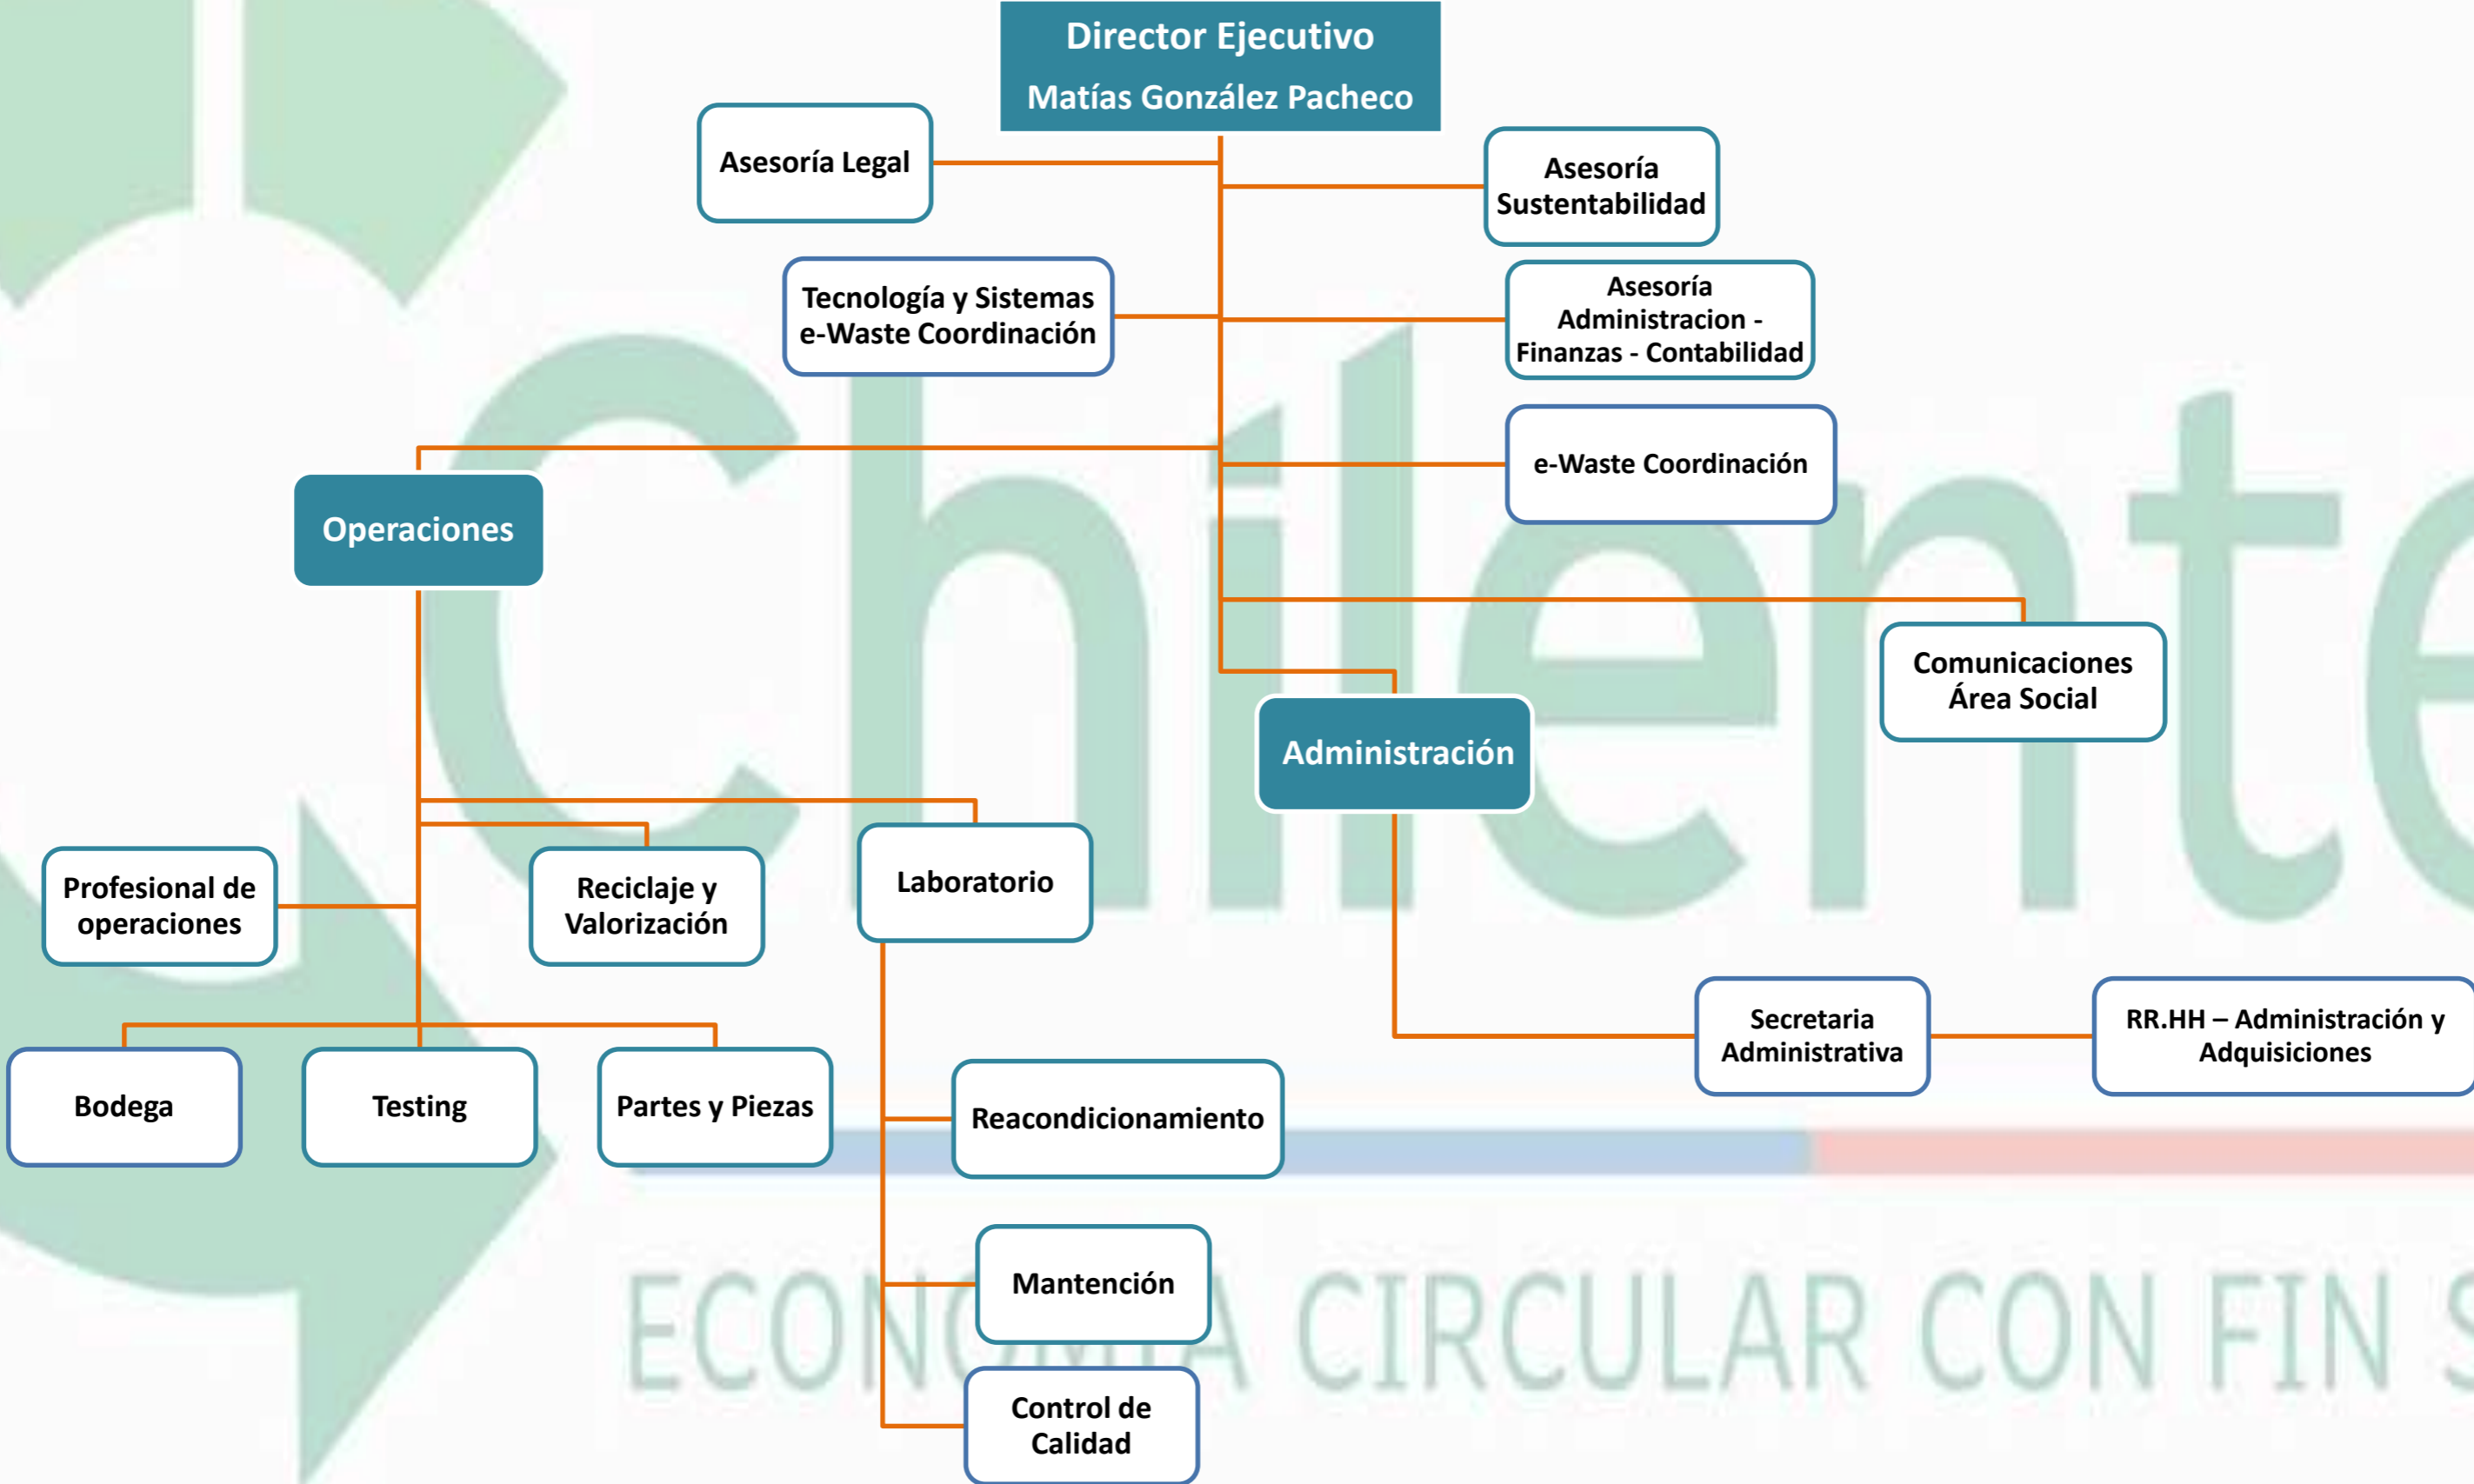 Director Ejecutivo
Matías González Pacheco
Asesoría Legal
Asesoría
Sustentabilidad
Tecnología y Sistemas
e-Waste Coordinación
Asesoría
Administracion -
Finanzas - Contabilidad
e-Waste Coordinación
Operaciones
Comunicaciones
Área Social
Administración
Profesional de
operaciones
Reciclaje y
Valorización
Laboratorio
Secretaria
Administrativa
RR.HH – Administración y
Adquisiciones
Bodega
Testing
Partes y Piezas
Reacondicionamiento
Mantención
Control de
Calidad
Chilente
ECONOMÍA CIRCULAR CON FIN S